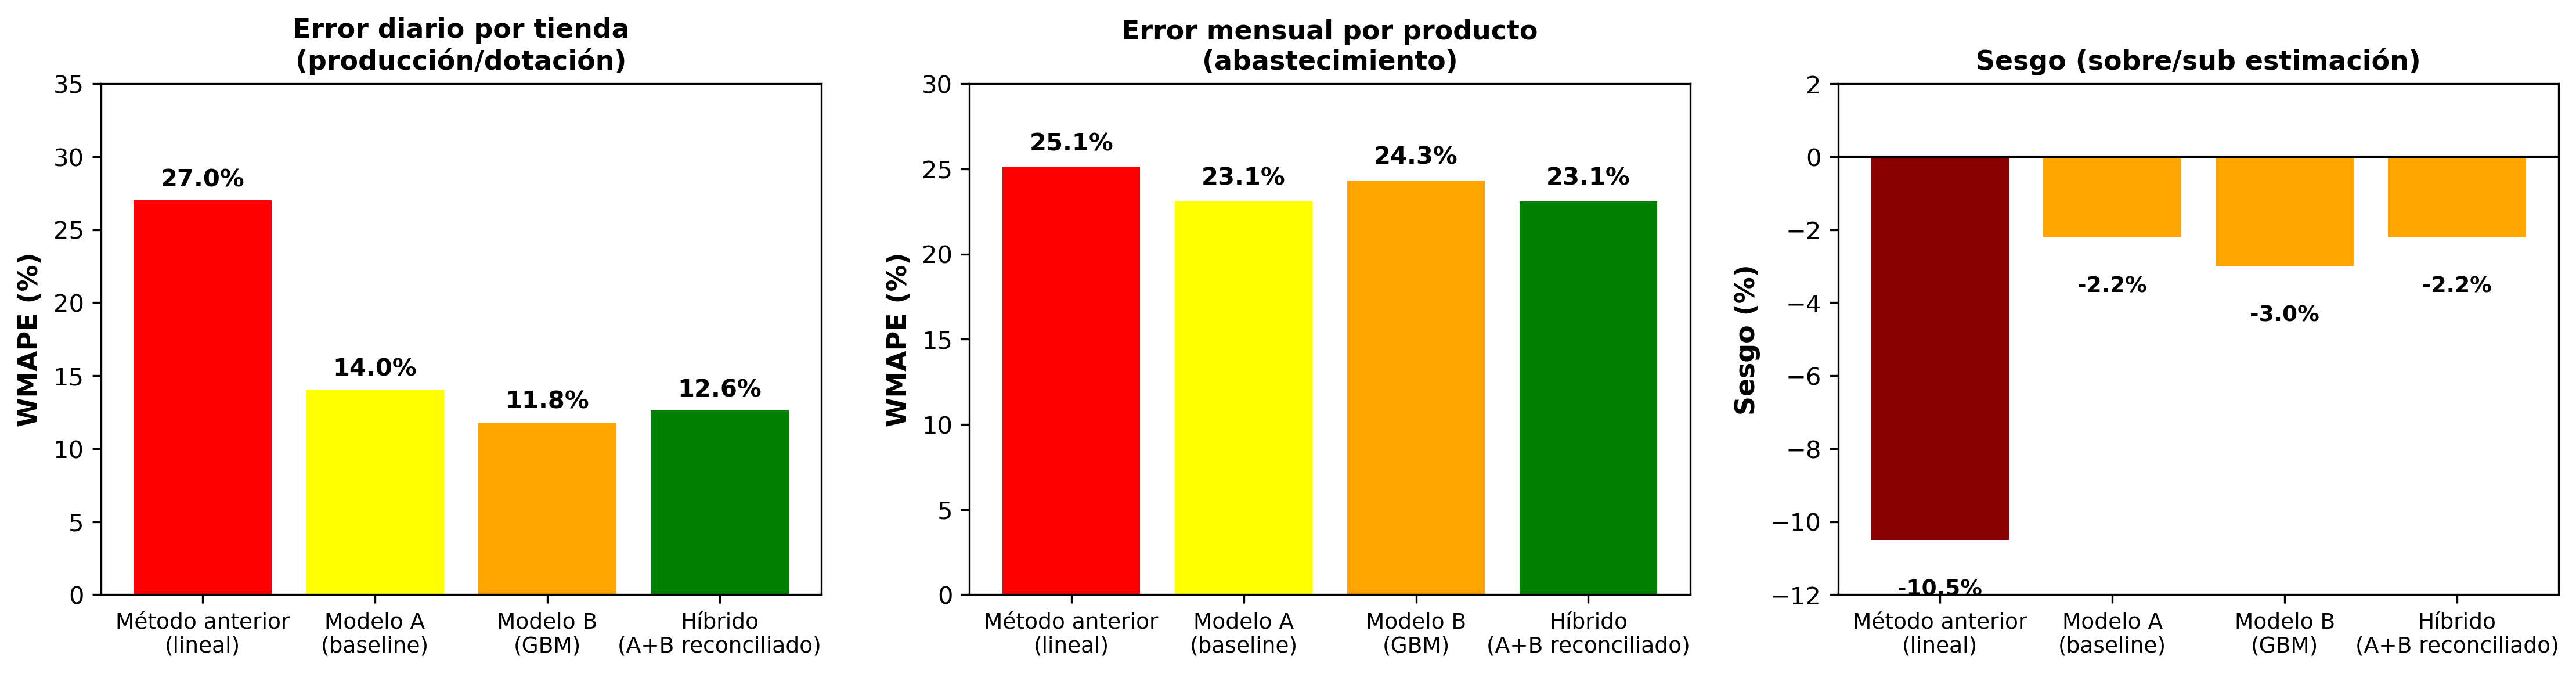 Error diario por tienda
(producción/dotación)
35
30
25
20
15
10
5
0
WMAPE (%)
27.0%
14.0%
11.8%
12.6%
Método anterior
(lineal)
Modelo A
(baseline)
Modelo B
(GBM)
Híbrido
(A+B reconciliado)
Error mensual por producto
(abastecimiento)
30
25
20
15
10
5
0
WMAPE (%)
25.1%
23.1%
24.3%
23.1%
Método anterior
(lineal)
Modelo A
(baseline)
Modelo B
(GBM)
Híbrido
(A+B reconciliado)
Sesgo (sobre/sub estimación)
2
0
−2
−4
−6
−8
−10
−12
Sesgo (%)
-10.5%
-2.2%
-3.0%
-2.2%
Método anterior
(lineal)
Modelo A
(baseline)
Modelo B
(GBM)
Híbrido
(A+B reconciliado)